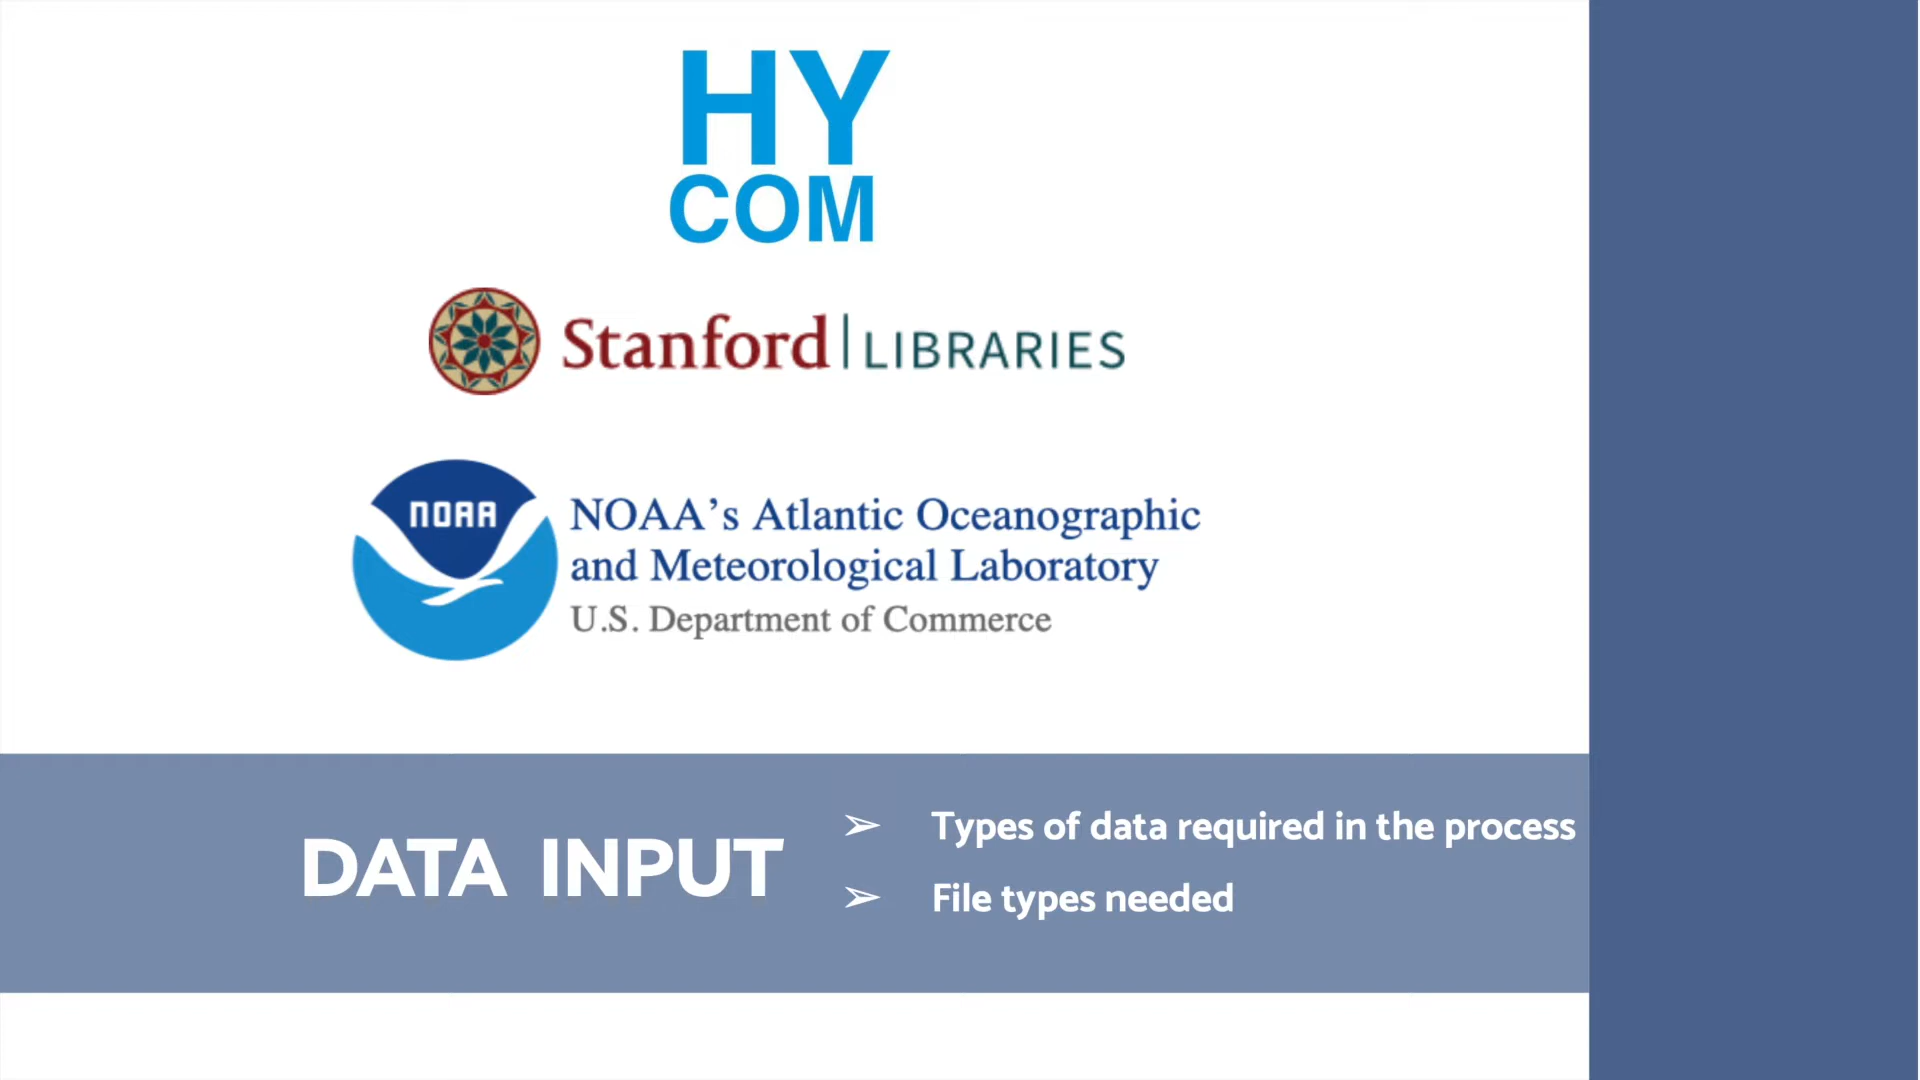 HY
COM
Stanford | LIBRARIES
NOAA
NOAA's Atlantic Oceanographic
and Meteorological Laboratory
U.S. Department of Commerce
DATA INPUT
➢ Types of data required in the process
➢ File types needed